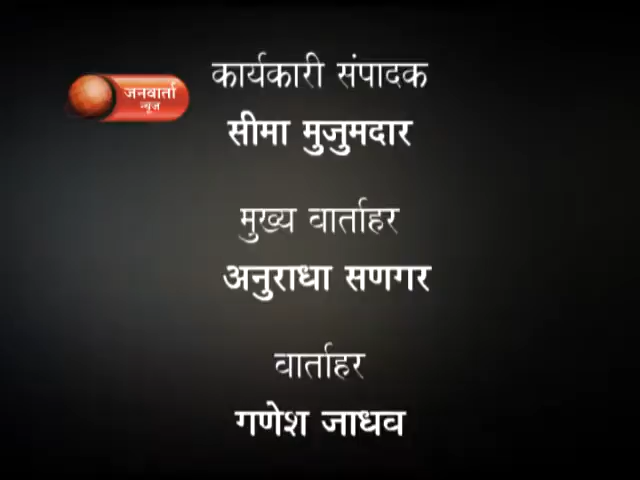 कार्यकारी संपादक
जनवार्ता
न्यूज
सीमा मुजुमदार
मुख्य वार्ताहर
अनुराधा सणगर
वार्ताहर
गणेश जाधव